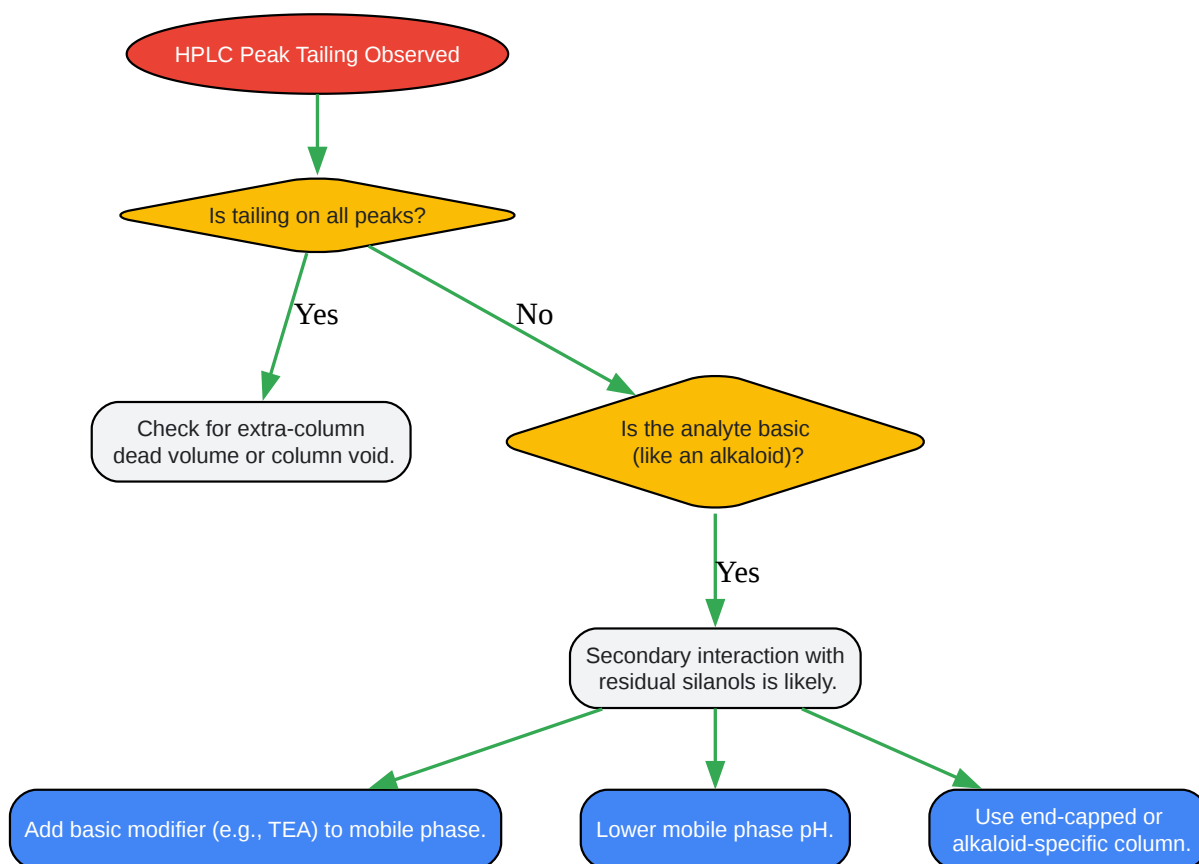 HPLC Peak Tailing Observed
Is tailing on all peaks?
Yes
No
Check for extra-column
dead volume or column void.
Is the analyte basic
(like an alkaloid)?
Yes
Secondary interaction with
residual silanols is likely.
Add basic modifier (e.g., TEA) to mobile phase.
Lower mobile phase pH.
Use end-capped or
alkaloid-specific column.